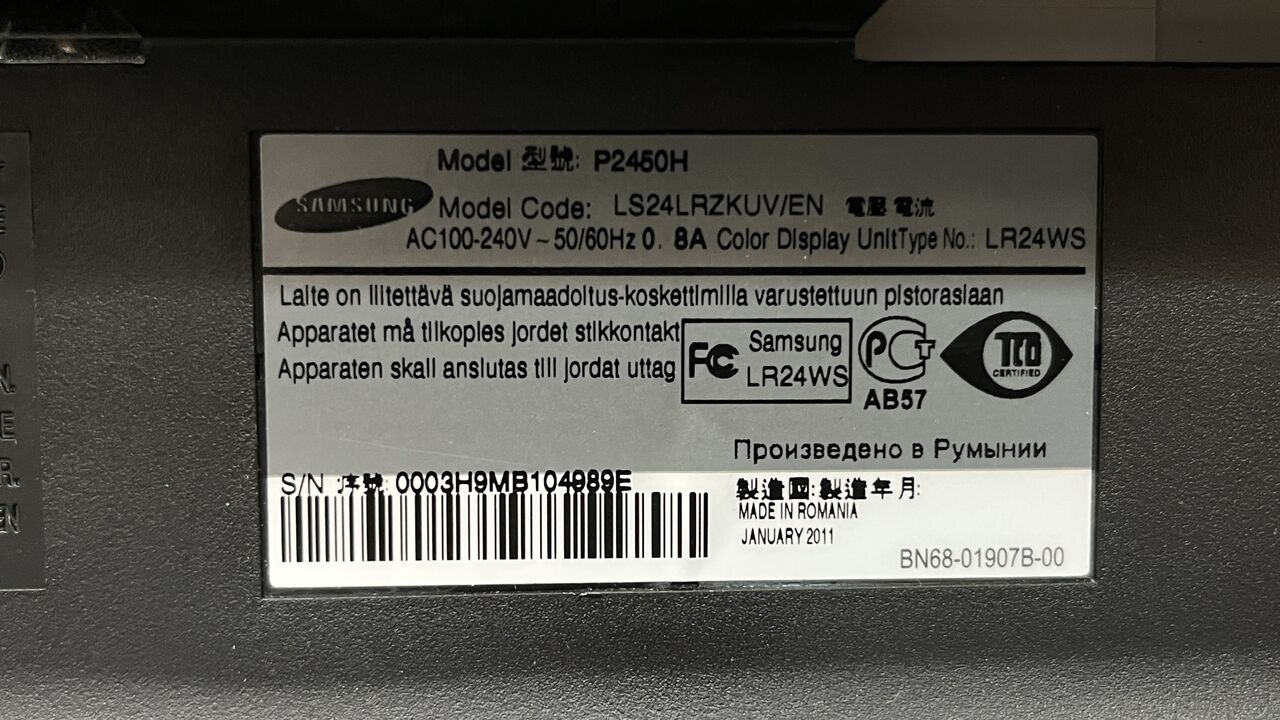 Model 型號: P2450H
SAMSUNG
Model Code: LS24LRZKUV/EN 電壓 電流
AC100-240V~50/60Hz 0. 8A Color Display Unit Type No.: LR24WS
Laite on liitettävä suojamaadoitus-koskettimilla varustettuun pistorasiaan
Apparatet må tilkoples jordet stikkontakt
Apparaten skall anslutas till jordat uttag
FC Samsung
LR24WS
PCT
AB57
TCO
CERTIFIED
Произведено в Румынии
S/N 序號: 0003H9MB104989E
製造國: 製造年月:
MADE IN ROMANIA
JANUARY 2011
BN68-01907B-00